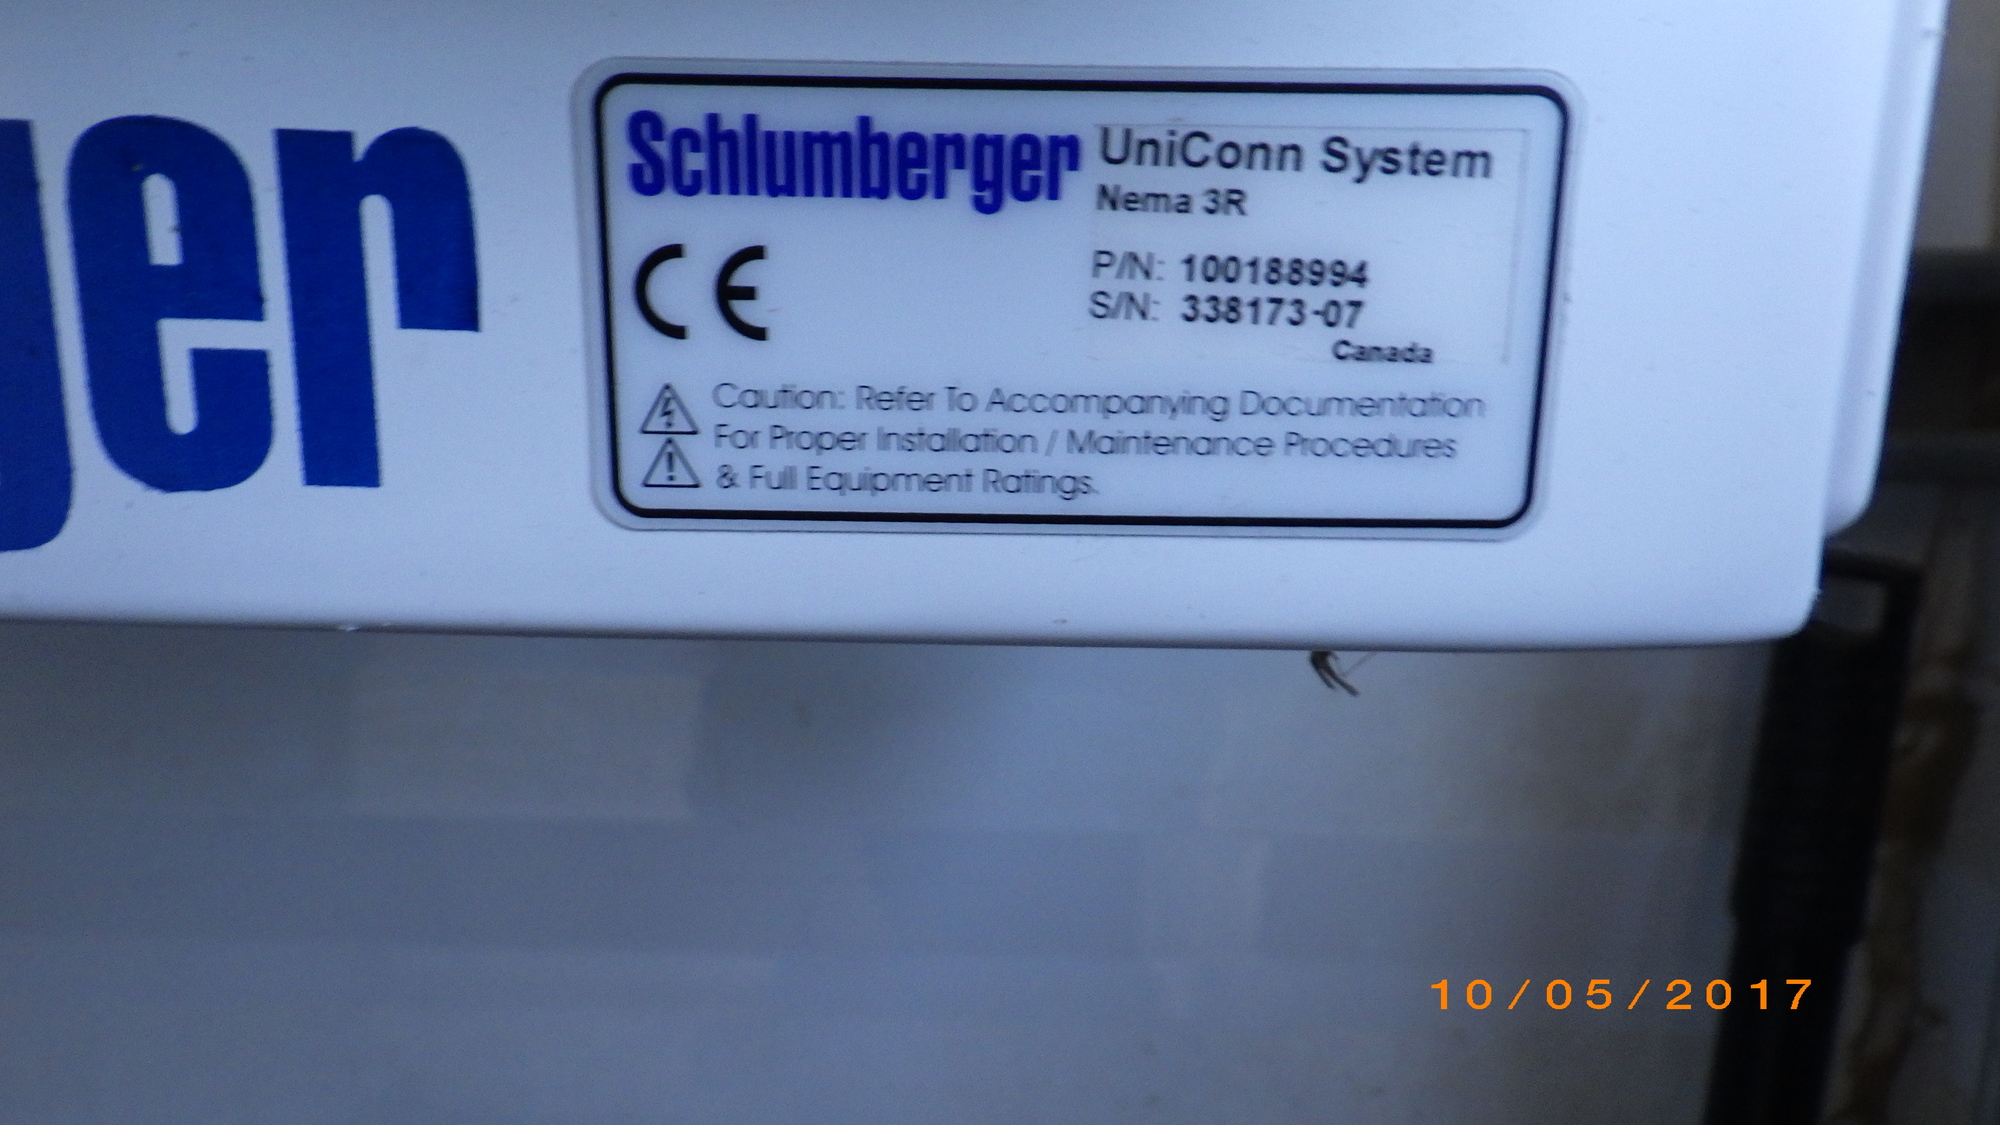 ger
Schlumberger
UniConn System
Nema 3R
CE
P/N: 100188994
S/N: 338173-07
Canada
Caution: Refer To Accompanying Documentation
For Proper Installation / Maintenance Procedures
& Full Equipment Ratings.
10/05/2017